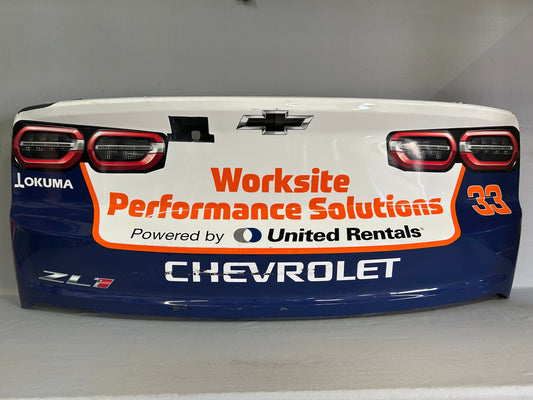 OKUMA
Worksite
Performance Solutions
33
Powered by United Rentals®
CHEVROLET
ZL1